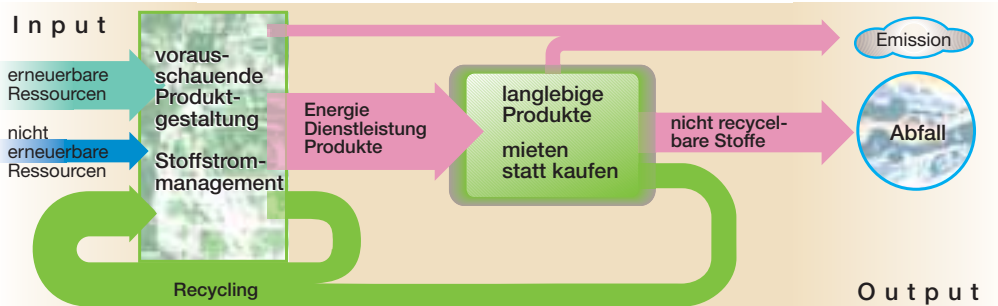 Input
erneuerbare
Ressourcen
nicht
erneuerbare
Ressourcen
voraus-
schauende
Produkt-
gestaltung
Stoffstrom-
management
Energie
Dienstleistung
Produkte
langlebige
Produkte
mieten
statt kaufen
nicht recycel-
bare Stoffe
Emission
Abfall
Recycling
Output